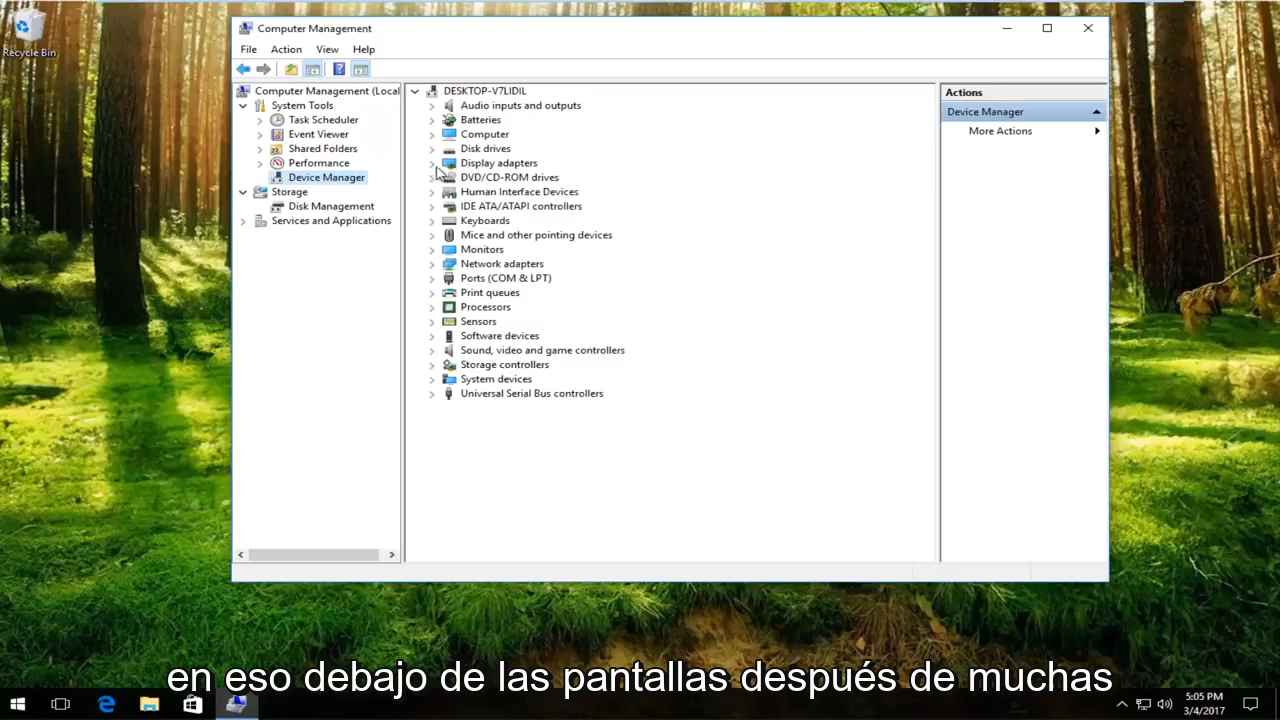 Recycle Bin
Computer Management
File Action View Help
Computer Management (Local
System Tools
Task Scheduler
Event Viewer
Shared Folders
Performance
Device Manager
Storage
Disk Management
Services and Applications
DESKTOP-V7LIDIL
Audio inputs and outputs
Batteries
Computer
Disk drives
Display adapters
DVD/CD-ROM drives
Human Interface Devices
IDE ATA/ATAPI controllers
Keyboards
Mice and other pointing devices
Monitors
Network adapters
Ports (COM & LPT)
Print queues
Processors
Sensors
Software devices
Sound, video and game controllers
Storage controllers
System devices
Universal Serial Bus controllers
Actions
Device Manager
More Actions
en eso debajo de las pantallas después de muchas
5:05 PM
3/4/2017